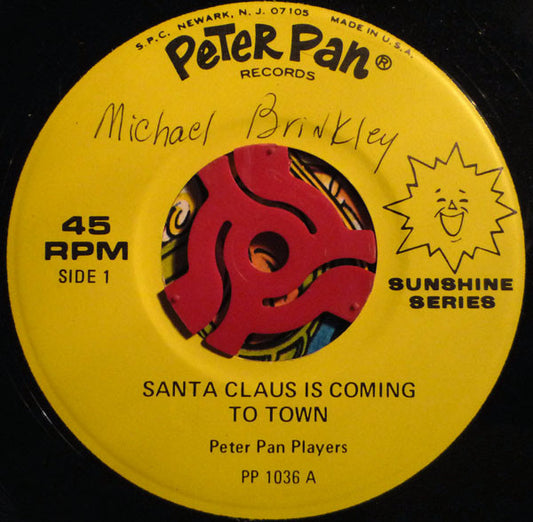 S.P.C. NEWARK, N. J. 07105 MADE IN U.S.A.
PETER PAN®
RECORDS
Michael Brinkley
45
RPM
SIDE 1
SUNSHINE
SERIES
SANTA CLAUS IS COMING
TO TOWN
Peter Pan Players
PP 1036 A